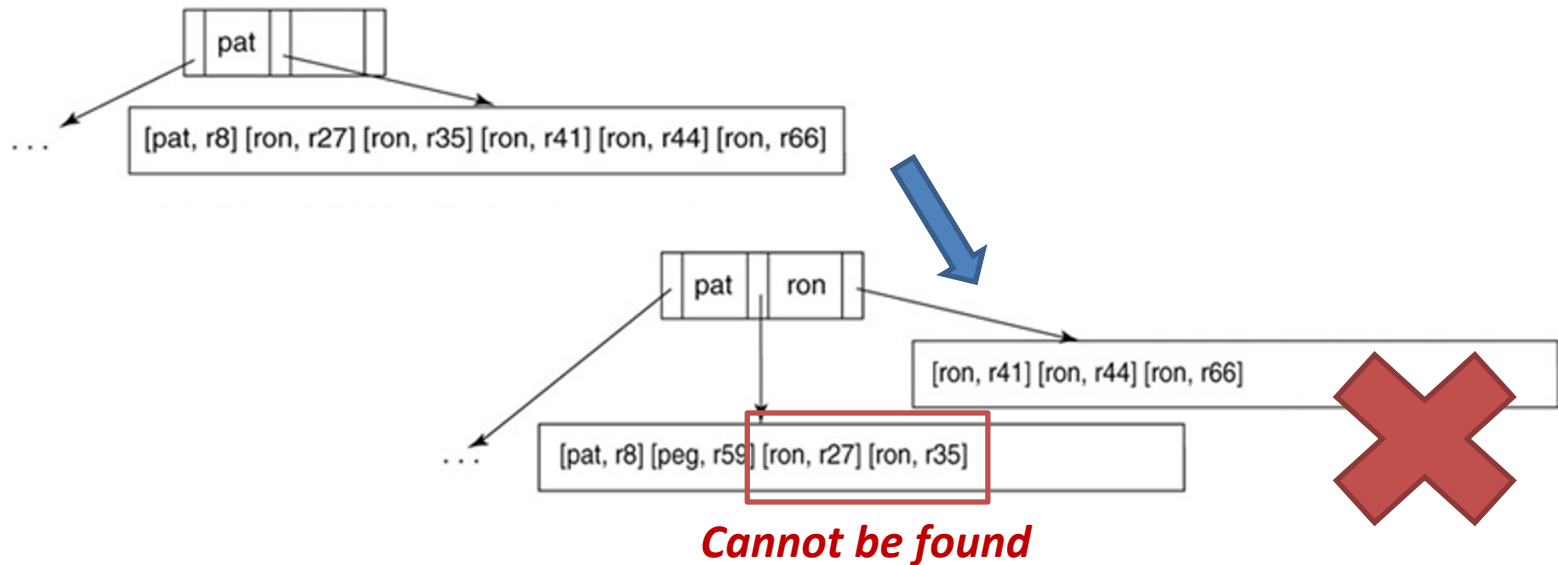 pat
...
[pat, r8] [ron, r27] [ron, r35] [ron, r41] [ron, r44] [ron, r66]
pat ron
[ron, r41] [ron, r44] [ron, r66]
...
[pat, r8] [peg, r59] [ron, r27] [ron, r35]
Cannot be found